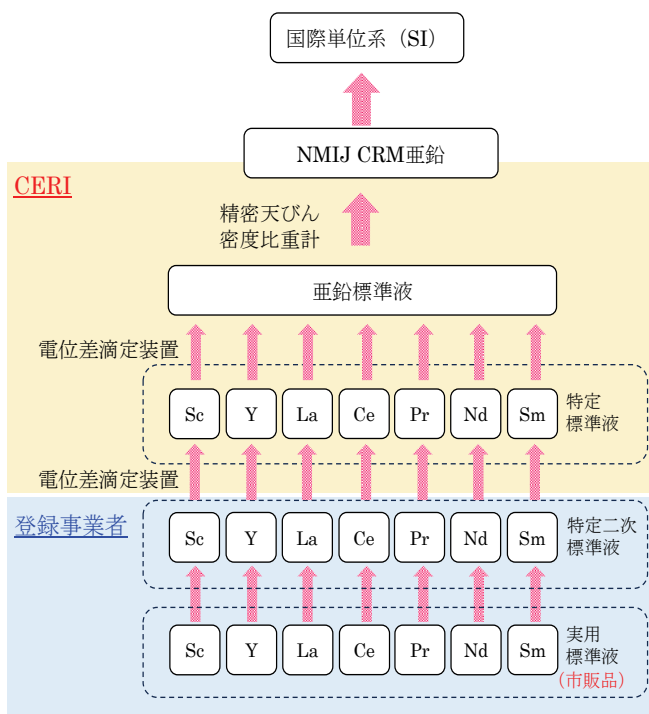 国際単位系（SI）
NMIJ CRM亜鉛
CERI
精密天びん
密度比重計
亜鉛標準液
電位差滴定装置
Sc Y La Ce Pr Nd Sm
特定
標準液
電位差滴定装置
登録事業者
Sc Y La Ce Pr Nd Sm
特定二次
標準液
Sc Y La Ce Pr Nd Sm
実用
標準液
（市販品）